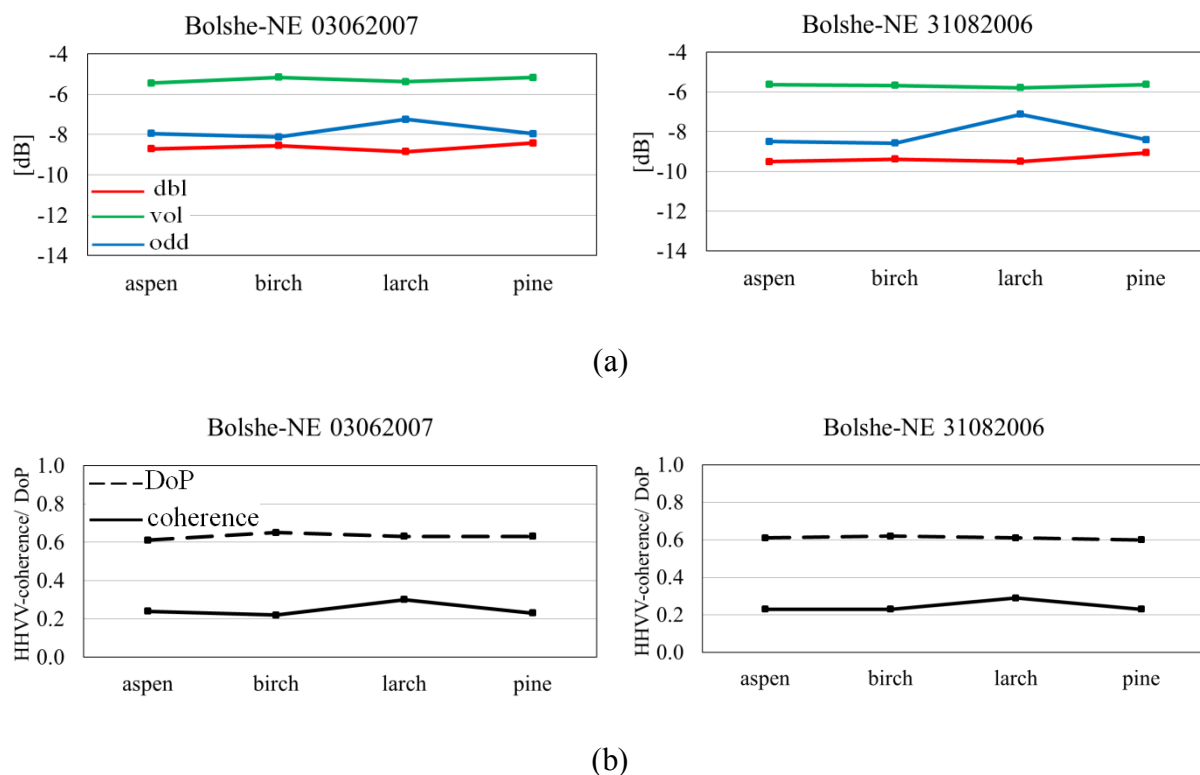 Bolshe-NE 03062007
-4
-6
-8
-10
-12
-14
[dB]
dbl
vol
odd
aspen birch larch pine
Bolshe-NE 31082006
-4
-6
-8
-10
-12
-14
[dB]
aspen birch larch pine
(a)
Bolshe-NE 03062007
1.0
0.8
0.6
0.4
0.2
0.0
HHVV-coherence/ DoP
DoP
coherence
aspen birch larch pine
Bolshe-NE 31082006
1.0
0.8
0.6
0.4
0.2
0.0
HHVV-coherence/ DoP
aspen birch larch pine
(b)